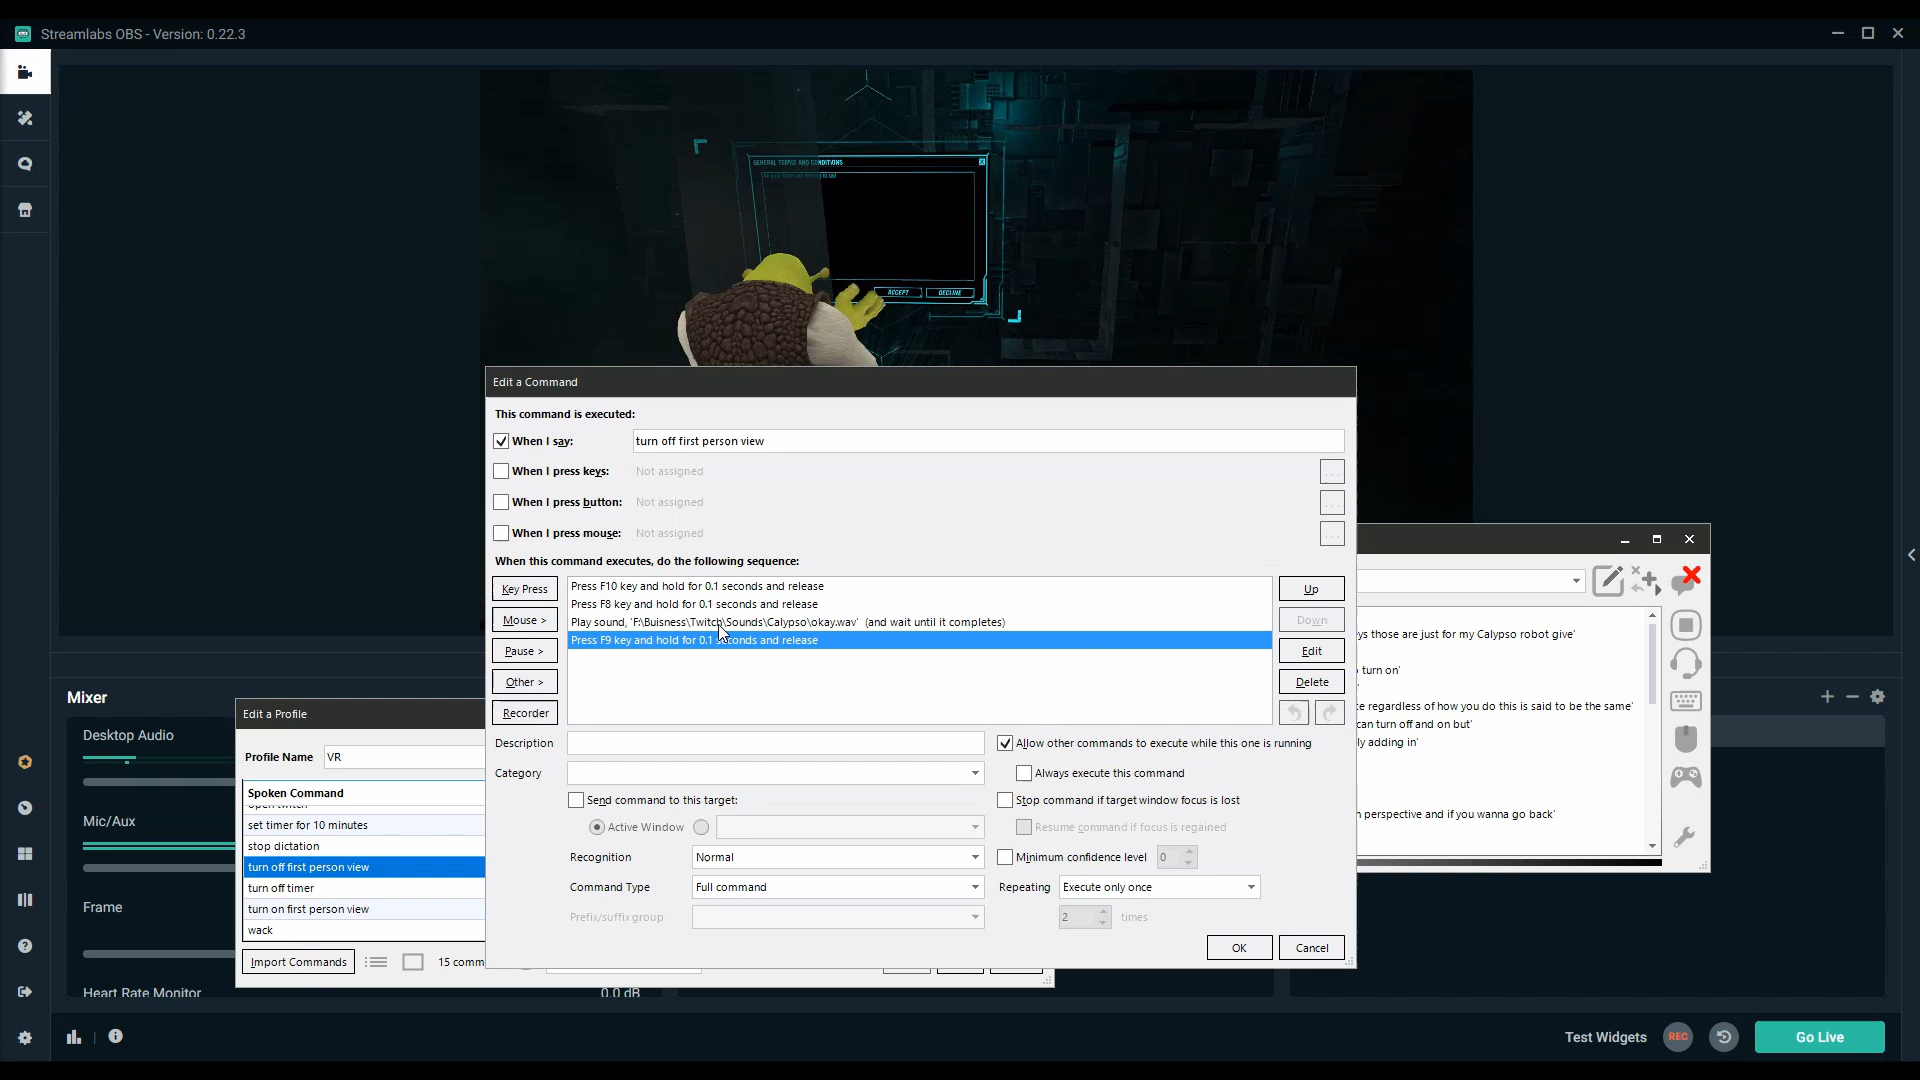 Streamlabs OBS - Version: 0.22.3
GENERAL TERMS AND CONDITIONS
ACCEPT
DECLINE
Edit a Command
This command is executed:
When I say:
turn off first person view
When I press keys:
Not assigned
...
When I press button:
Not assigned
...
When I press mouse:
Not assigned
...
When this command executes, do the following sequence:
Key Press
Mouse >
Pause >
Other >
Recorder
Press F10 key and hold for 0.1 seconds and release
Press F8 key and hold for 0.1 seconds and release
Play sound, 'F:\Buisness\Twitch\Sounds\Calypso\okay.wav' (and wait until it completes)
Press F9 key and hold for 0.1 seconds and release
Up
Down
Edit
Delete
ys those are just for my Calypso robot give'
turn on'
'
e regardless of how you do this is said to be the same'
can turn off and on but'
ly adding in'
perspective and if you wanna go back'
Description
Category
Allow other commands to execute while this one is running
Always execute this command
Send command to this target:
Stop command if target window focus is lost
Active Window
Resume command if focus is regained
Recognition
Normal
Minimum confidence level
0
Command Type
Full command
Repeating
Execute only once
Prefix/suffix group
2
times
OK
Cancel
Mixer
Desktop Audio
Mic/Aux
Frame
Heart Rate Monitor
0.0 dB
Edit a Profile
Profile Name
VR
Spoken Command
open twitch
set timer for 10 minutes
stop dictation
turn off first person view
turn off timer
turn on first person view
wack
Import Commands
15 comm
Test Widgets
REC
Go Live